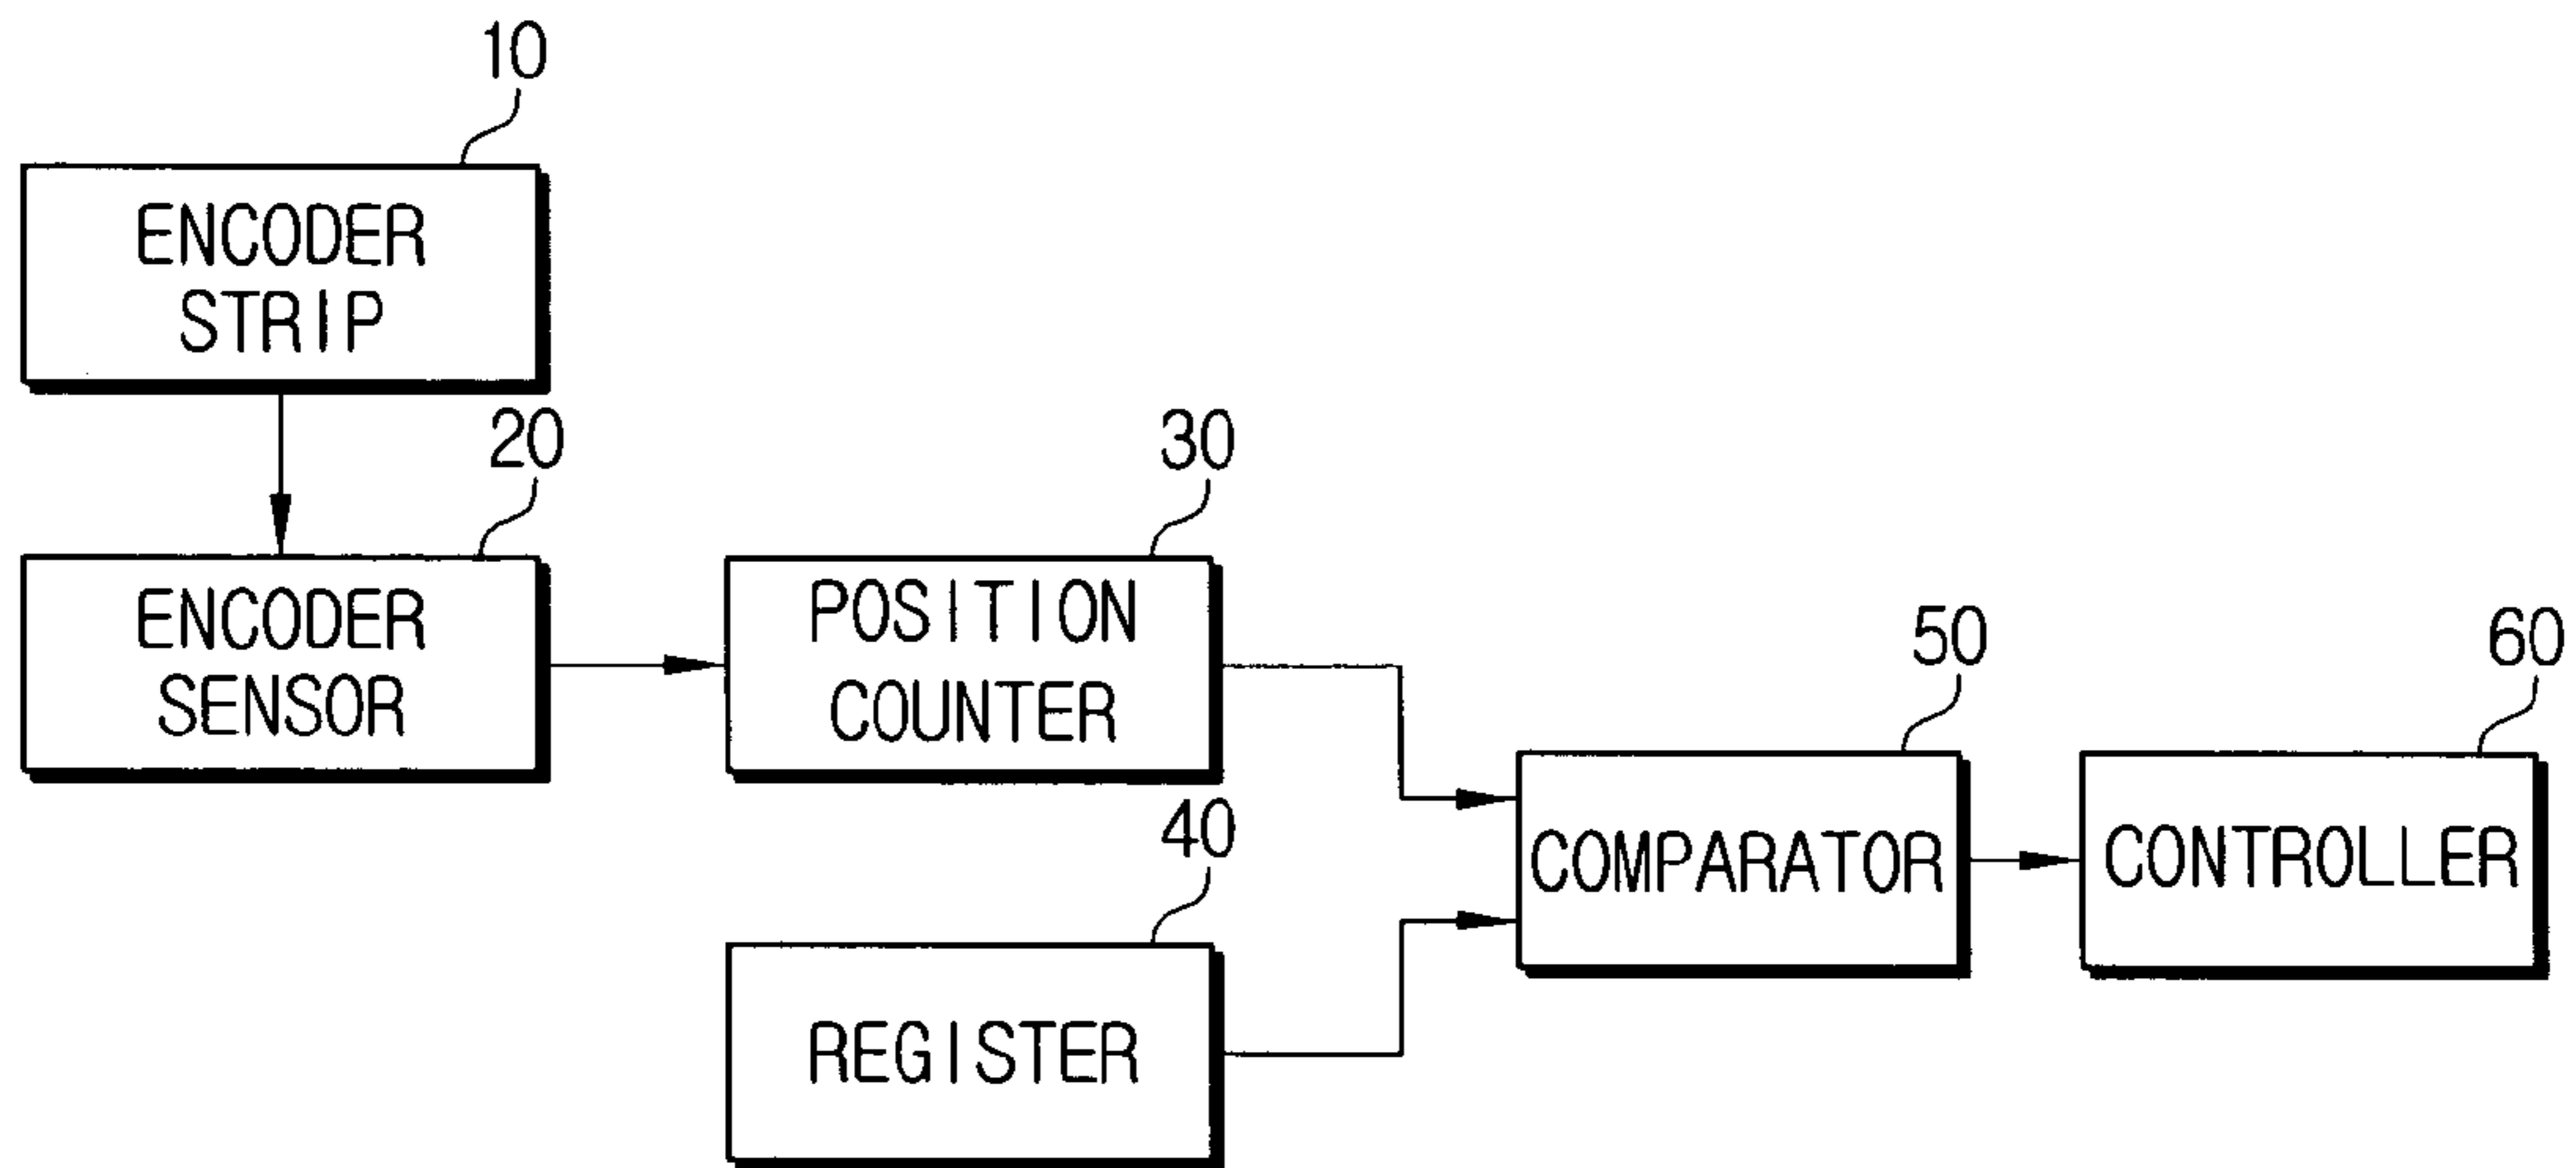 10
ENCODER
STRIP
20
ENCODER
SENSOR
30
POSITION
COUNTER
40
REGISTER
50
COMPARATOR
60
CONTROLLER